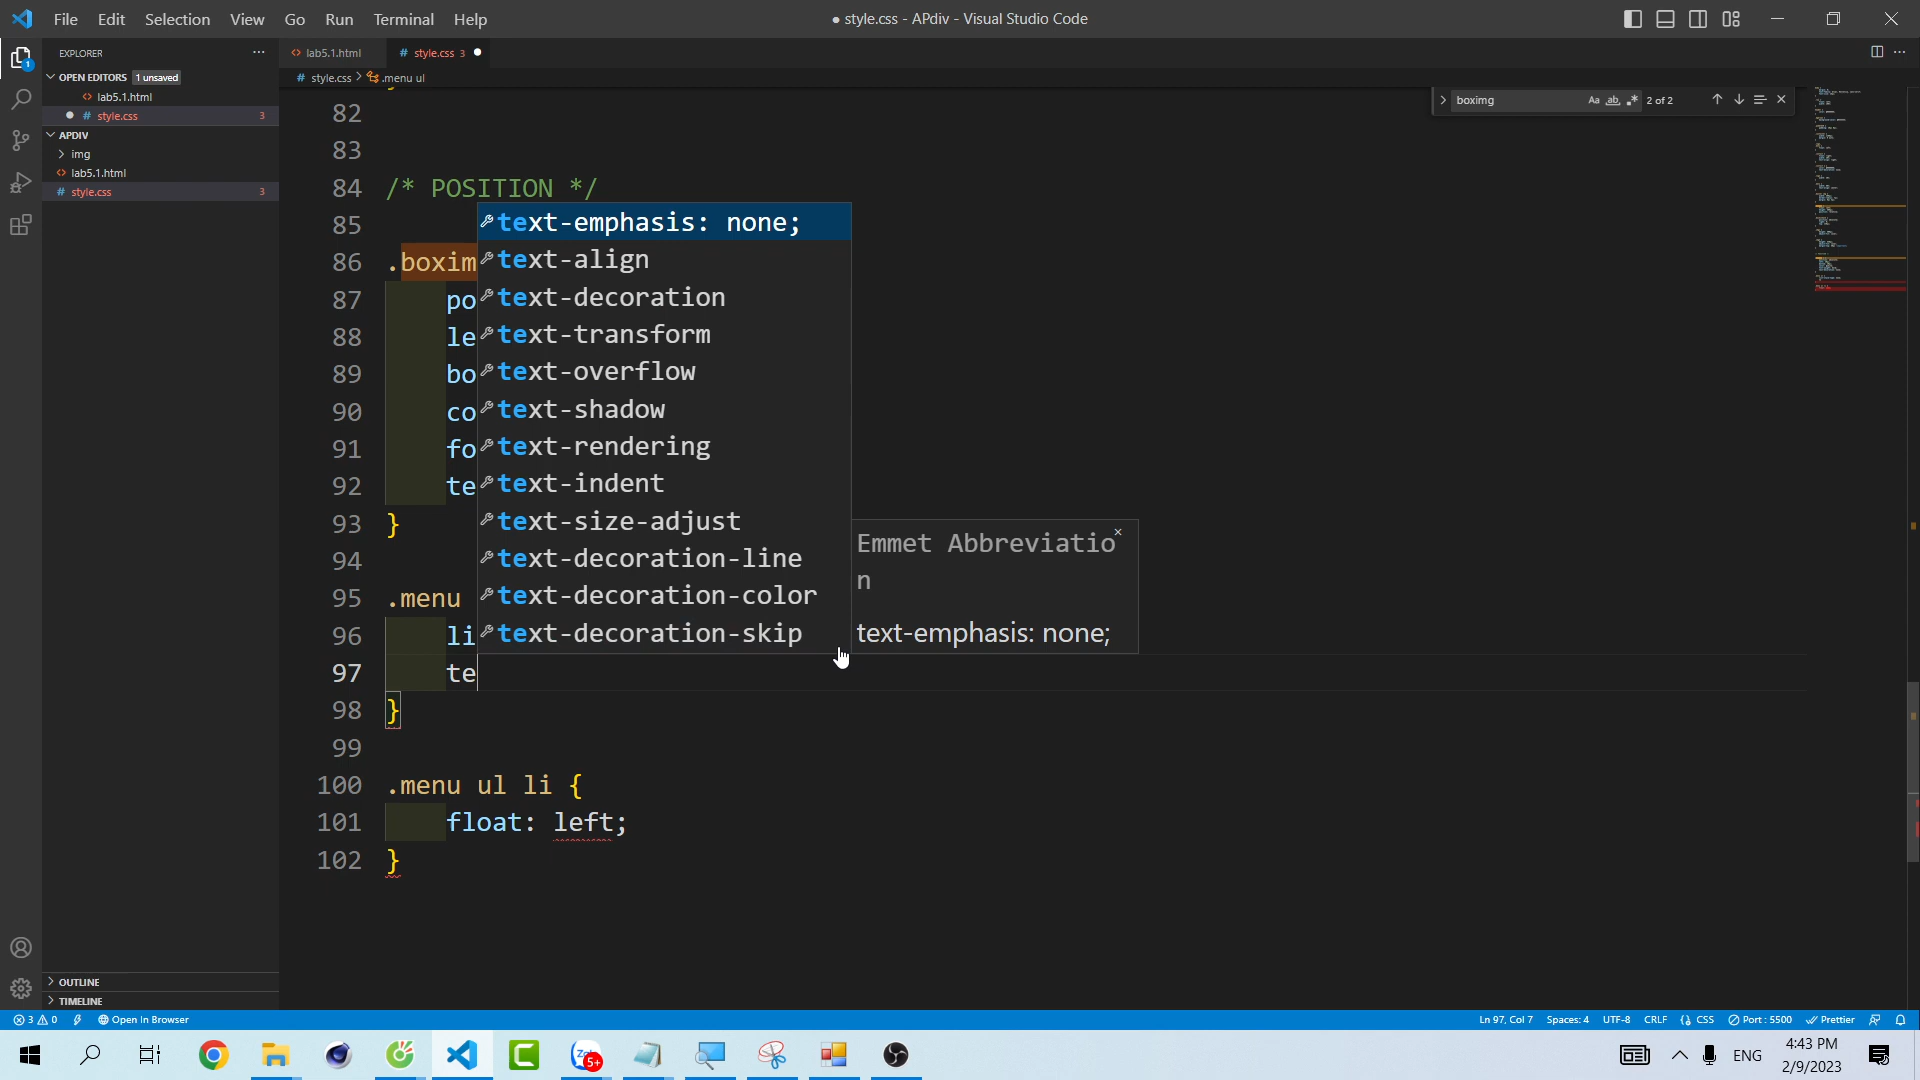 File Edit Selection View Go Run Terminal Help
● style.css - APdiv - Visual Studio Code
EXPLORER
OPEN EDITORS 1 unsaved
<> lab5.1.html
● # style.css 3
APDIV
> img
<> lab5.1.html
# style.css 3
> OUTLINE
> TIMELINE
<> lab5.1.html
# style.css 3 ●
# style.css > .menu ul
boximg Aa ab 2 of 2
82
83
84 /* POSITION */
85
86 .boxim
87 po
88 le
89 bo
90 co
91 fo
92 te
93 }
94
95 .menu
96 li
97 te
98 }
99
100 .menu ul li {
101 float: left;
102 }
text-emphasis: none;
text-align
text-decoration
text-transform
text-overflow
text-shadow
text-rendering
text-indent
text-size-adjust
text-decoration-line
text-decoration-color
text-decoration-skip
Emmet Abbreviatio
n
text-emphasis: none;
3 0 Open In Browser
Ln 97, Col 7 Spaces: 4 UTF-8 CRLF {} CSS Port : 5500 Prettier
5+
ENG
4:43 PM
2/9/2023